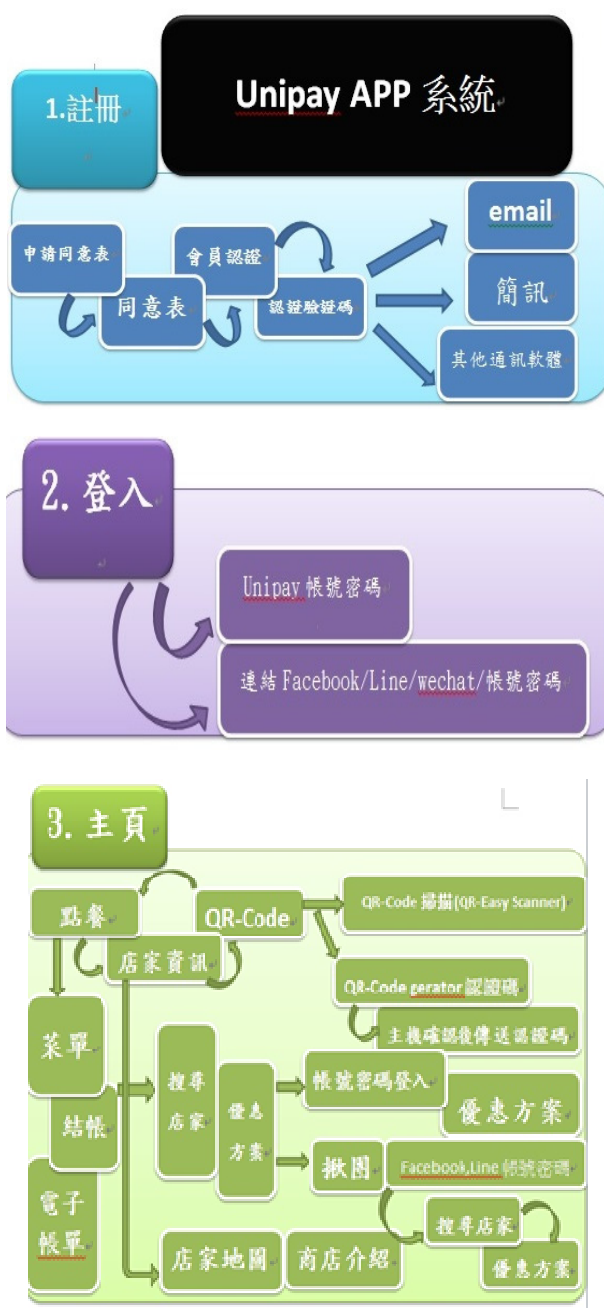 Unipay APP 系統
1.註冊
申請同意表
同意表
會員認證
認證驗證碼
email
簡訊
其他通訊軟體
2. 登入
Unipay 帳號密碼
連結 Facebook/Line/wechat/帳號密碼
3. 主頁
點餐
店家資訊
QR-Code
QR-Code 掃描(QR-Easy Scanner)
QR-Code gerator 認證碼
主機確認後傳送認證碼
菜單
結帳
電子
帳單
搜尋
店家
優惠
方案
帳號密碼登入
優惠方案
揪團
Facebook,Line 帳號密碼
搜尋店家
優惠方案
店家地圖
商店介紹